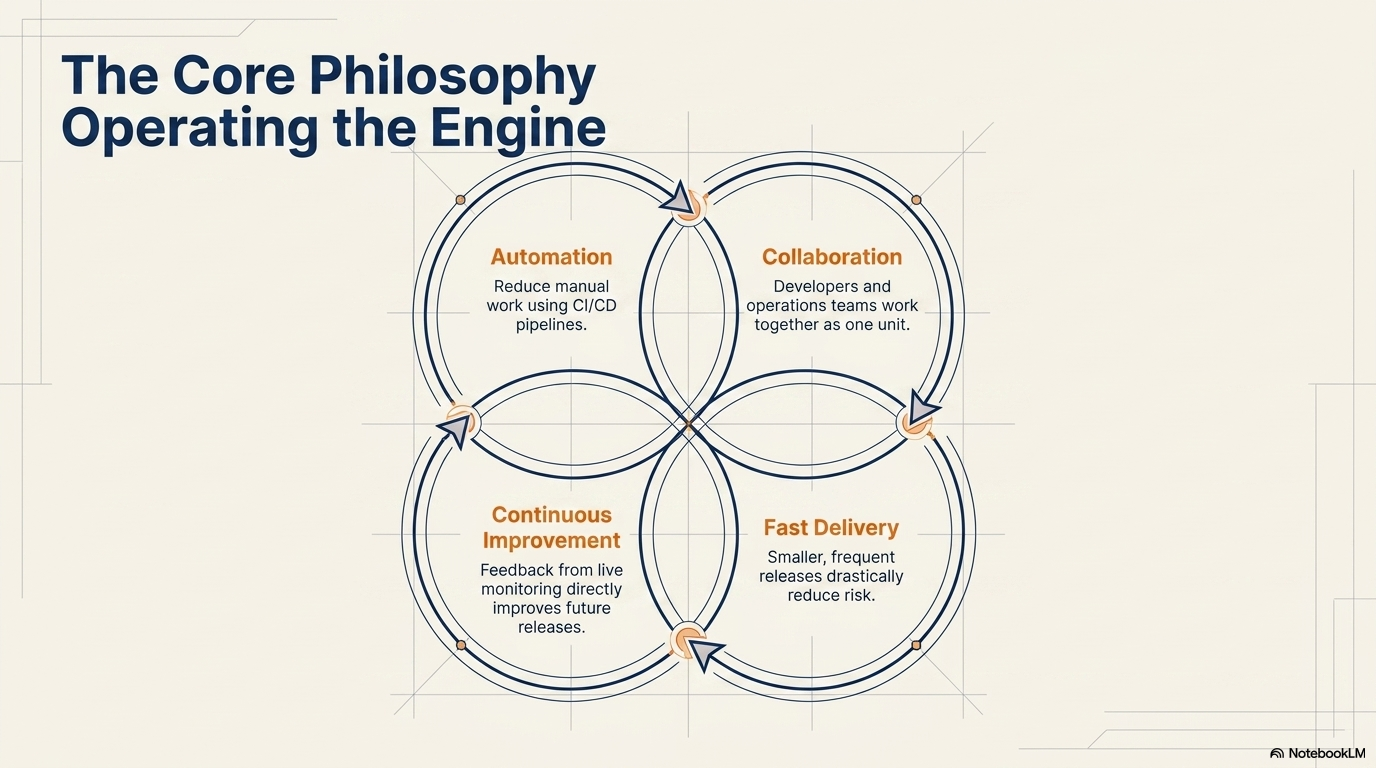 The Core Philosophy
Operating the Engine
Automation
Reduce manual
work using CI/CD
pipelines.
Collaboration
Developers and
operations teams work
together as one unit.
Continuous
Improvement
Feedback from live
monitoring directly
improves future
releases.
Fast Delivery
Smaller, frequent
releases drastically
reduce risk.
NotebookLM